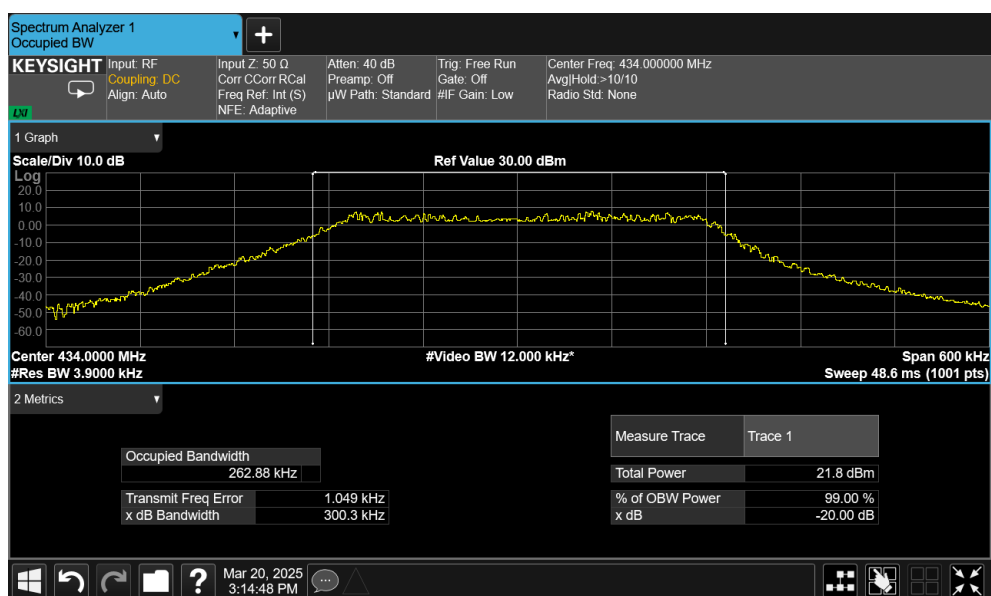 Spectrum Analyzer 1
Occupied BW
+
KEYSIGHT
LXI
Input: RF
Coupling: DC
Align: Auto
Input Z: 50 Ω
Corr CCorr RCal
Freq Ref: Int (S)
NFE: Adaptive
Atten: 40 dB
Preamp: Off
µW Path: Standard
Trig: Free Run
Gate: Off
#IF Gain: Low
Center Freq: 434.000000 MHz
Avg|Hold:>10/10
Radio Std: None
1 Graph
Scale/Div 10.0 dB
Ref Value 30.00 dBm
Log
20.0
10.0
0.00
-10.0
-20.0
-30.0
-40.0
-50.0
-60.0
Center 434.0000 MHz
#Video BW 12.000 kHz*
Span 600 kHz
#Res BW 3.9000 kHz
Sweep 48.6 ms (1001 pts)
2 Metrics
Measure Trace Trace 1
Occupied Bandwidth
262.88 kHz
Total Power 21.8 dBm
Transmit Freq Error 1.049 kHz
% of OBW Power 99.00 %
x dB Bandwidth 300.3 kHz
x dB -20.00 dB
?
Mar 20, 2025
3:14:48 PM